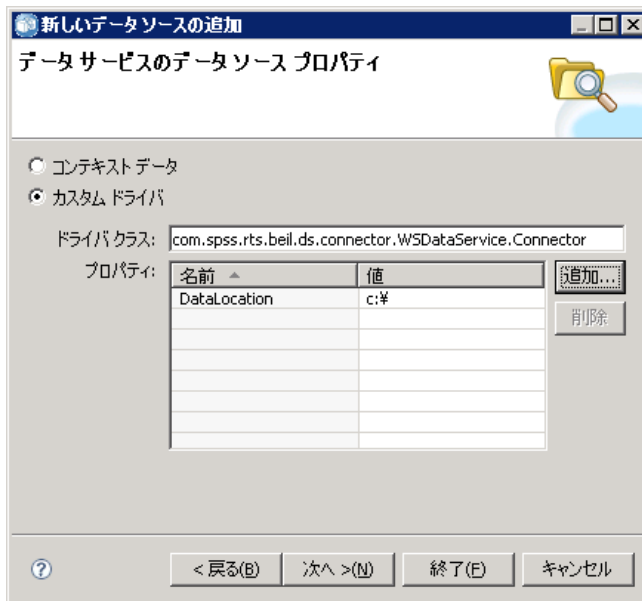 新しいデータ ソースの追加
データ サービスのデータ ソース プロパティ
コンテキスト データ
カスタム ドライバ
ドライバ クラス: com.spss.rts.beil.ds.connector.WSDataService.Connector
プロパティ:
名前 値
追加...
DataLocation c:¥
削除
< 戻る(B) 次へ >(N) 終了(F) キャンセル